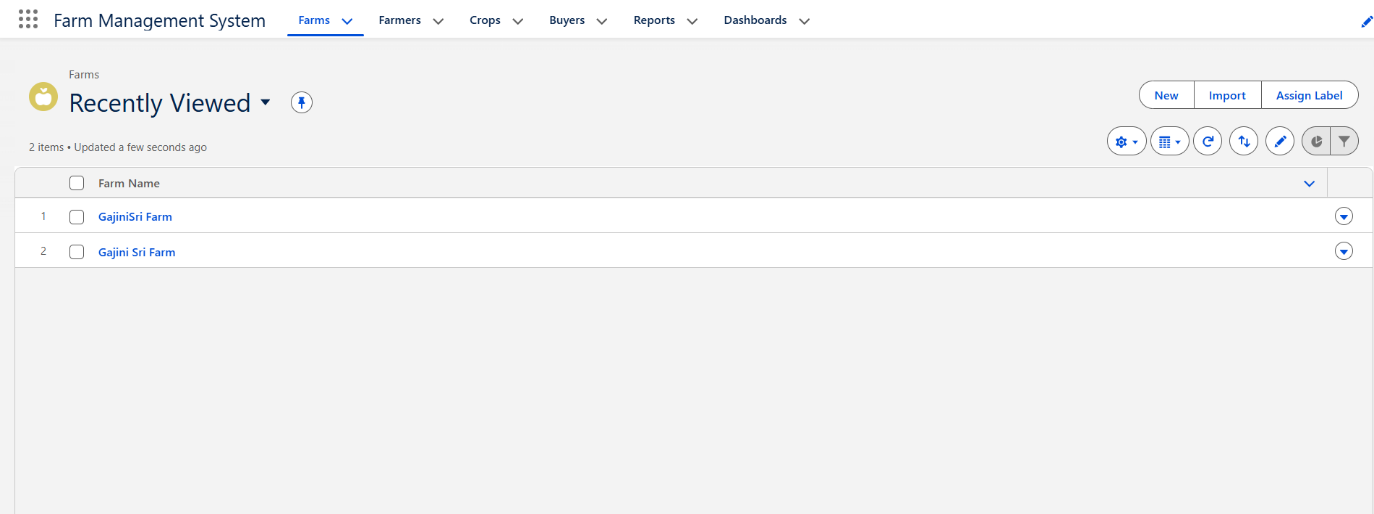 Farm Management System Farms Farmers Crops Buyers Reports Dashboards
Farms
Recently Viewed
New Import Assign Label
2 items • Updated a few seconds ago
Farm Name
1 GajiniSri Farm
2 Gajini Sri Farm